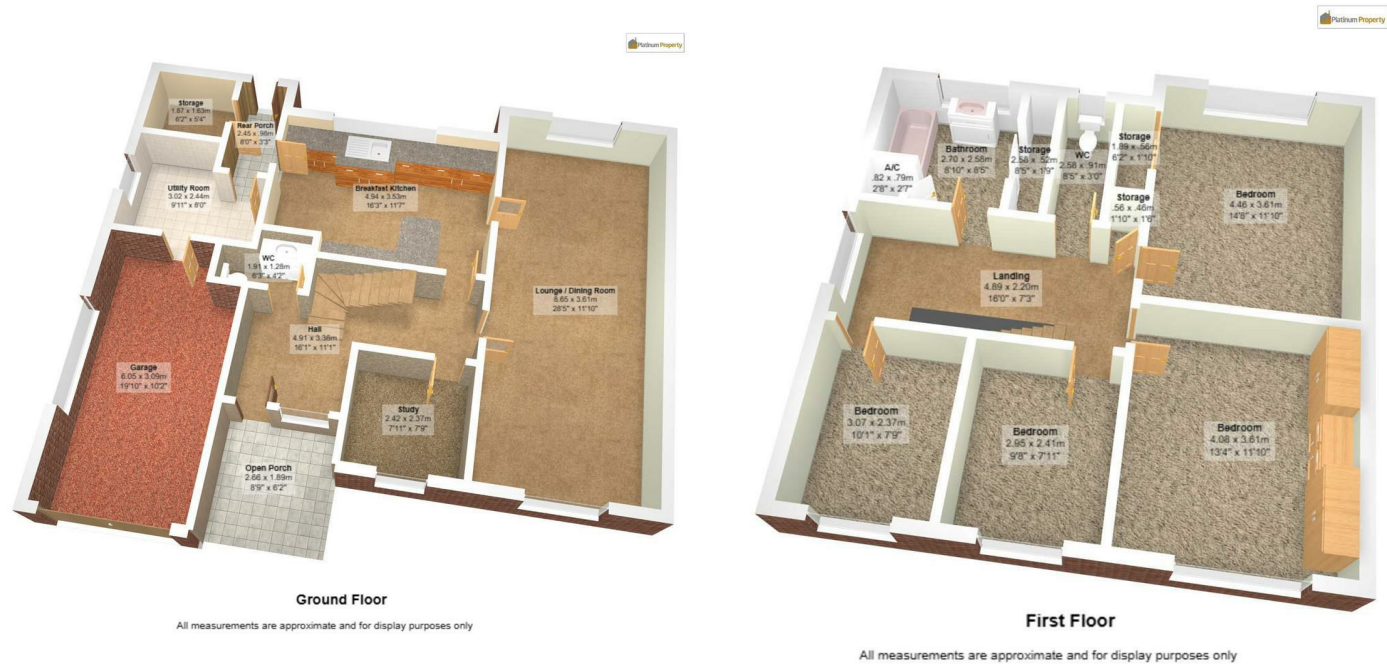 Platinum Property
Storage
1.87 x 1.63m
6'2" x 5'4"
Rear Porch
2.45 x .98m
8'0" x 3'3"
Utility Room
3.02 x 2.44m
9'11" x 8'0"
Breakfast Kitchen
4.94 x 3.53m
16'3" x 11'7"
WC
1.91 x 1.28m
6'3" x 4'2"
Lounge / Dining Room
8.65 x 3.61m
28'5" x 11'10"
Hall
4.91 x 3.38m
16'1" x 11'1"
Garage
6.05 x 3.09m
19'10" x 10'2"
Study
2.42 x 2.37m
7'11" x 7'9"
Open Porch
2.66 x 1.89m
8'9" x 6'2"
Ground Floor
All measurements are approximate and for display purposes only
Platinum Property
Bathroom
2.70 x 2.58m
8'10" x 8'5"
A/C
.82 x .79m
2'8" x 2'7"
Storage
2.58 x .52m
8'5" x 1'9"
WC
2.58 x .91m
8'5" x 3'0"
Storage
1.89 x .56m
6'2" x 1'10"
Storage
.56 x .46m
1'10" x 1'6"
Bedroom
4.46 x 3.61m
14'8" x 11'10"
Landing
4.89 x 2.20m
16'0" x 7'3"
Bedroom
3.07 x 2.37m
10'1" x 7'9"
Bedroom
2.95 x 2.41m
9'8" x 7'11"
Bedroom
4.08 x 3.61m
13'4" x 11'10"
First Floor
All measurements are approximate and for display purposes only